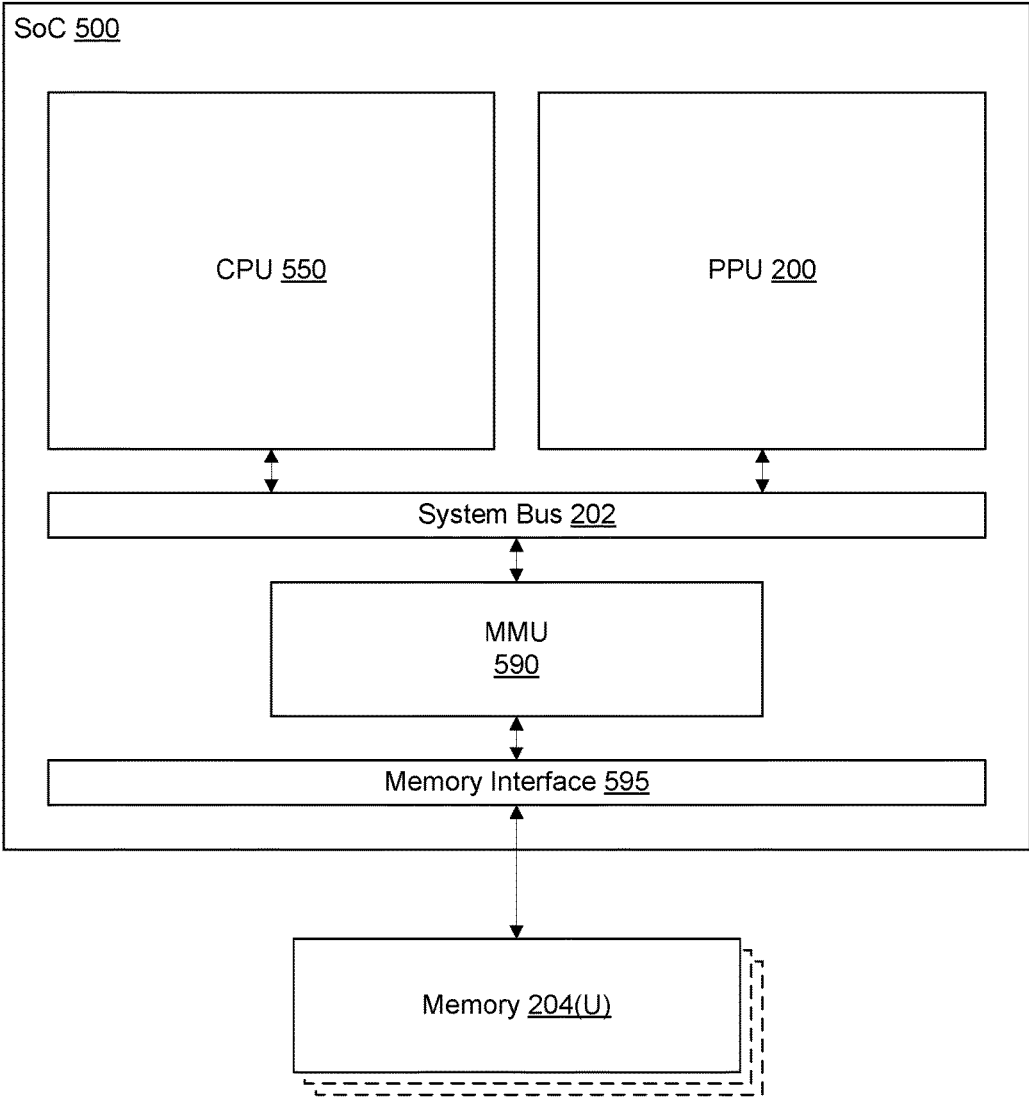 SoC 500
CPU 550
PPU 200
System Bus 202
MMU
590
Memory Interface 595
Memory 204(U)